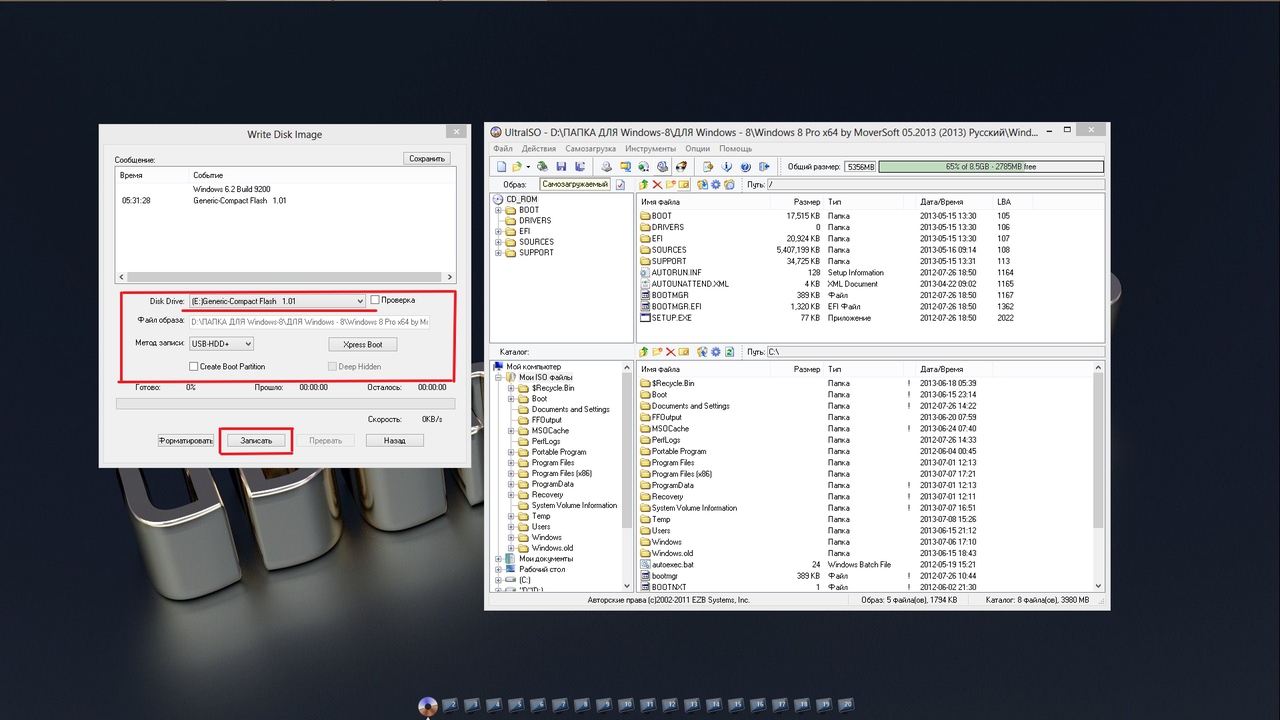 Write Disk Image
Сообщение:
Сохранить
Время Событие
Windows 6.2 Build 9200
05:31:28 Generic-Compact Flash 1.01
Disk Drive: (E:)Generic-Compact Flash 1.01 Проверка
Файл образа: D:\ПАПКА ДЛЯ Windows-8\ДЛЯ Windows - 8\Windows 8 Pro x64 by Mo
Метод записи: USB-HDD+ Xpress Boot
Create Boot Partition Deep Hidden
Готово: 0% Прошло: 00:00:00 Осталось: 00:00:00
Скорость: 0KB/s
Форматировать Записать Прервать Назад
UltraISO - D:\ПАПКА ДЛЯ Windows-8\ДЛЯ Windows - 8\Windows 8 Pro x64 by MoverSoft 05.2013 (2013) Русский\Wind...
Файл Действия Самозагрузка Инструменты Опции Помощь
Общий размер: 5356MB 65% of 8.5GB - 2785MB free
Образ: Самозагружаемый Путь: /
CD_ROM
BOOT
DRIVERS
EFI
SOURCES
SUPPORT
Имя файла Размер Тип Дата/Время LBA
BOOT 17,515 KB Папка 2013-05-15 13:30 105
DRIVERS 0 Папка 2013-05-15 13:30 106
EFI 20,924 KB Папка 2013-05-15 13:30 107
SOURCES 5,407,199 KB Папка 2013-05-16 09:14 108
SUPPORT 34,725 KB Папка 2013-05-15 13:31 113
AUTORUN.INF 128 Setup Information 2012-07-26 18:50 1164
AUTOUNATTEND.XML 4 KB XML Document 2013-04-22 09:02 1165
BOOTMGR 389 KB Файл 2012-07-26 18:50 1167
BOOTMGR.EFI 1,320 KB EFI Файл 2012-07-26 18:50 1362
SETUP.EXE 77 KB Приложение 2012-07-26 18:50 2022
Каталог: Путь: C:\
Мой компьютер
Мои ISO файлы
$Recycle.Bin
Boot
Documents and Settings
FFOutput
MSOCache
PerfLogs
Portable Program
Program Files
Program Files (x86)
ProgramData
Recovery
System Volume Information
Temp
Users
Windows
Windows.old
Мои документы
Рабочий стол
(C:)
Имя файла Размер Тип Дата/Время
$Recycle.Bin Папка ! 2013-06-18 05:39
Boot Папка ! 2013-06-15 23:14
Documents and Settings Папка ! 2012-07-26 14:22
FFOutput Папка 2013-06-20 07:59
MSOCache Папка ! 2013-06-24 07:40
PerfLogs Папка 2012-07-26 14:33
Portable Program Папка 2012-06-04 00:45
Program Files Папка 2013-07-01 12:13
Program Files (x86) Папка 2013-07-07 17:21
ProgramData Папка ! 2013-07-01 12:13
Recovery Папка ! 2013-07-01 12:11
System Volume Information Папка ! 2013-07-07 16:51
Temp Папка 2013-07-08 15:26
Users Папка 2013-06-15 21:12
Windows Папка 2013-07-06 17:10
Windows.old Папка 2013-06-15 18:43
autoexec.bat 24 Windows Batch File 2012-05-19 15:21
bootmgr 389 KB Файл ! 2012-07-26 10:44
BOOTNXT 1 Файл ! 2012-06-02 21:30
Авторские права (c)2002-2011 EZB Systems, Inc. Образ: 5 Файла(ов), 1794 KB Каталог: 8 Файла(ов), 3980 MB
2 3 4 5 6 7 8 9 10 11 12 13 14 15 16 17 18 19 20